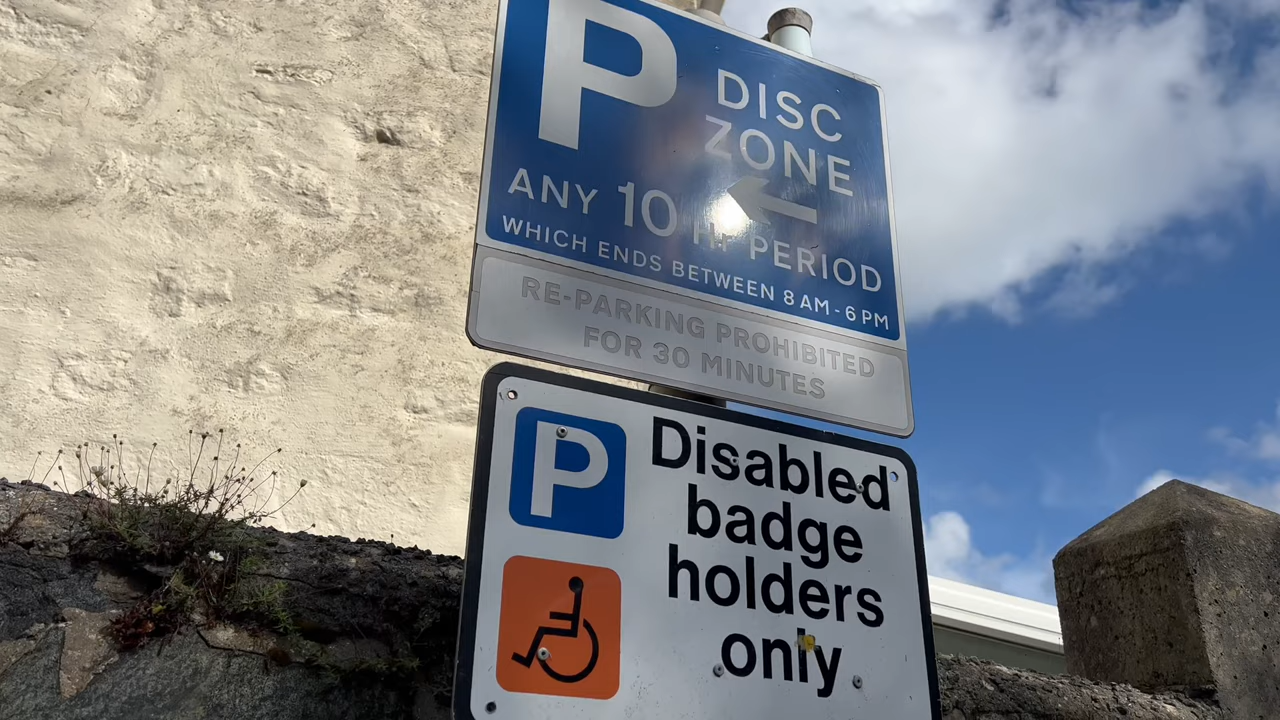 P
DISC
ZONE
ANY 10 HR PERIOD
WHICH ENDS BETWEEN 8 AM - 6 PM
RE-PARKING PROHIBITED
FOR 30 MINUTES
P
Disabled
badge
holders
only